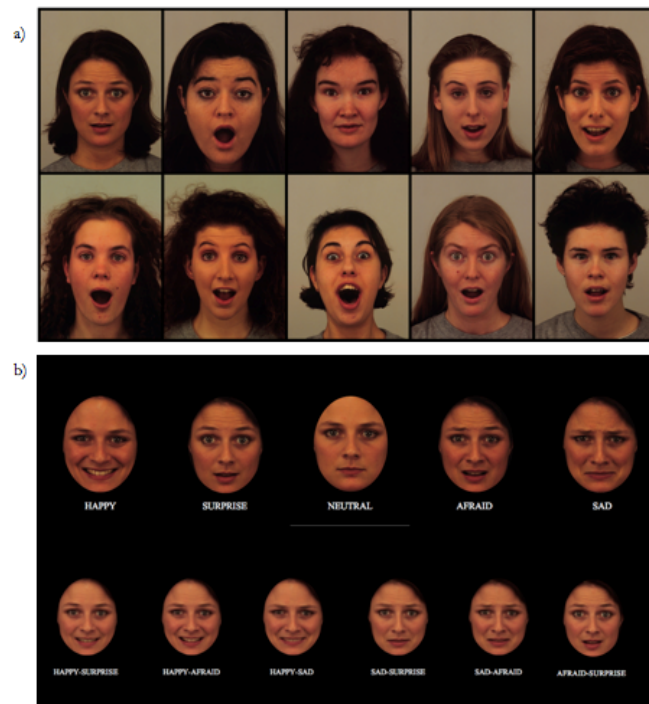 a)
b)
HAPPY
SURPRISE
NEUTRAL
AFRAID
SAD
HAPPY-SURPRISE
HAPPY-AFRAID
HAPPY-SAD
SAD-SURPRISE
SAD-AFRAID
AFRAID-SURPRISE